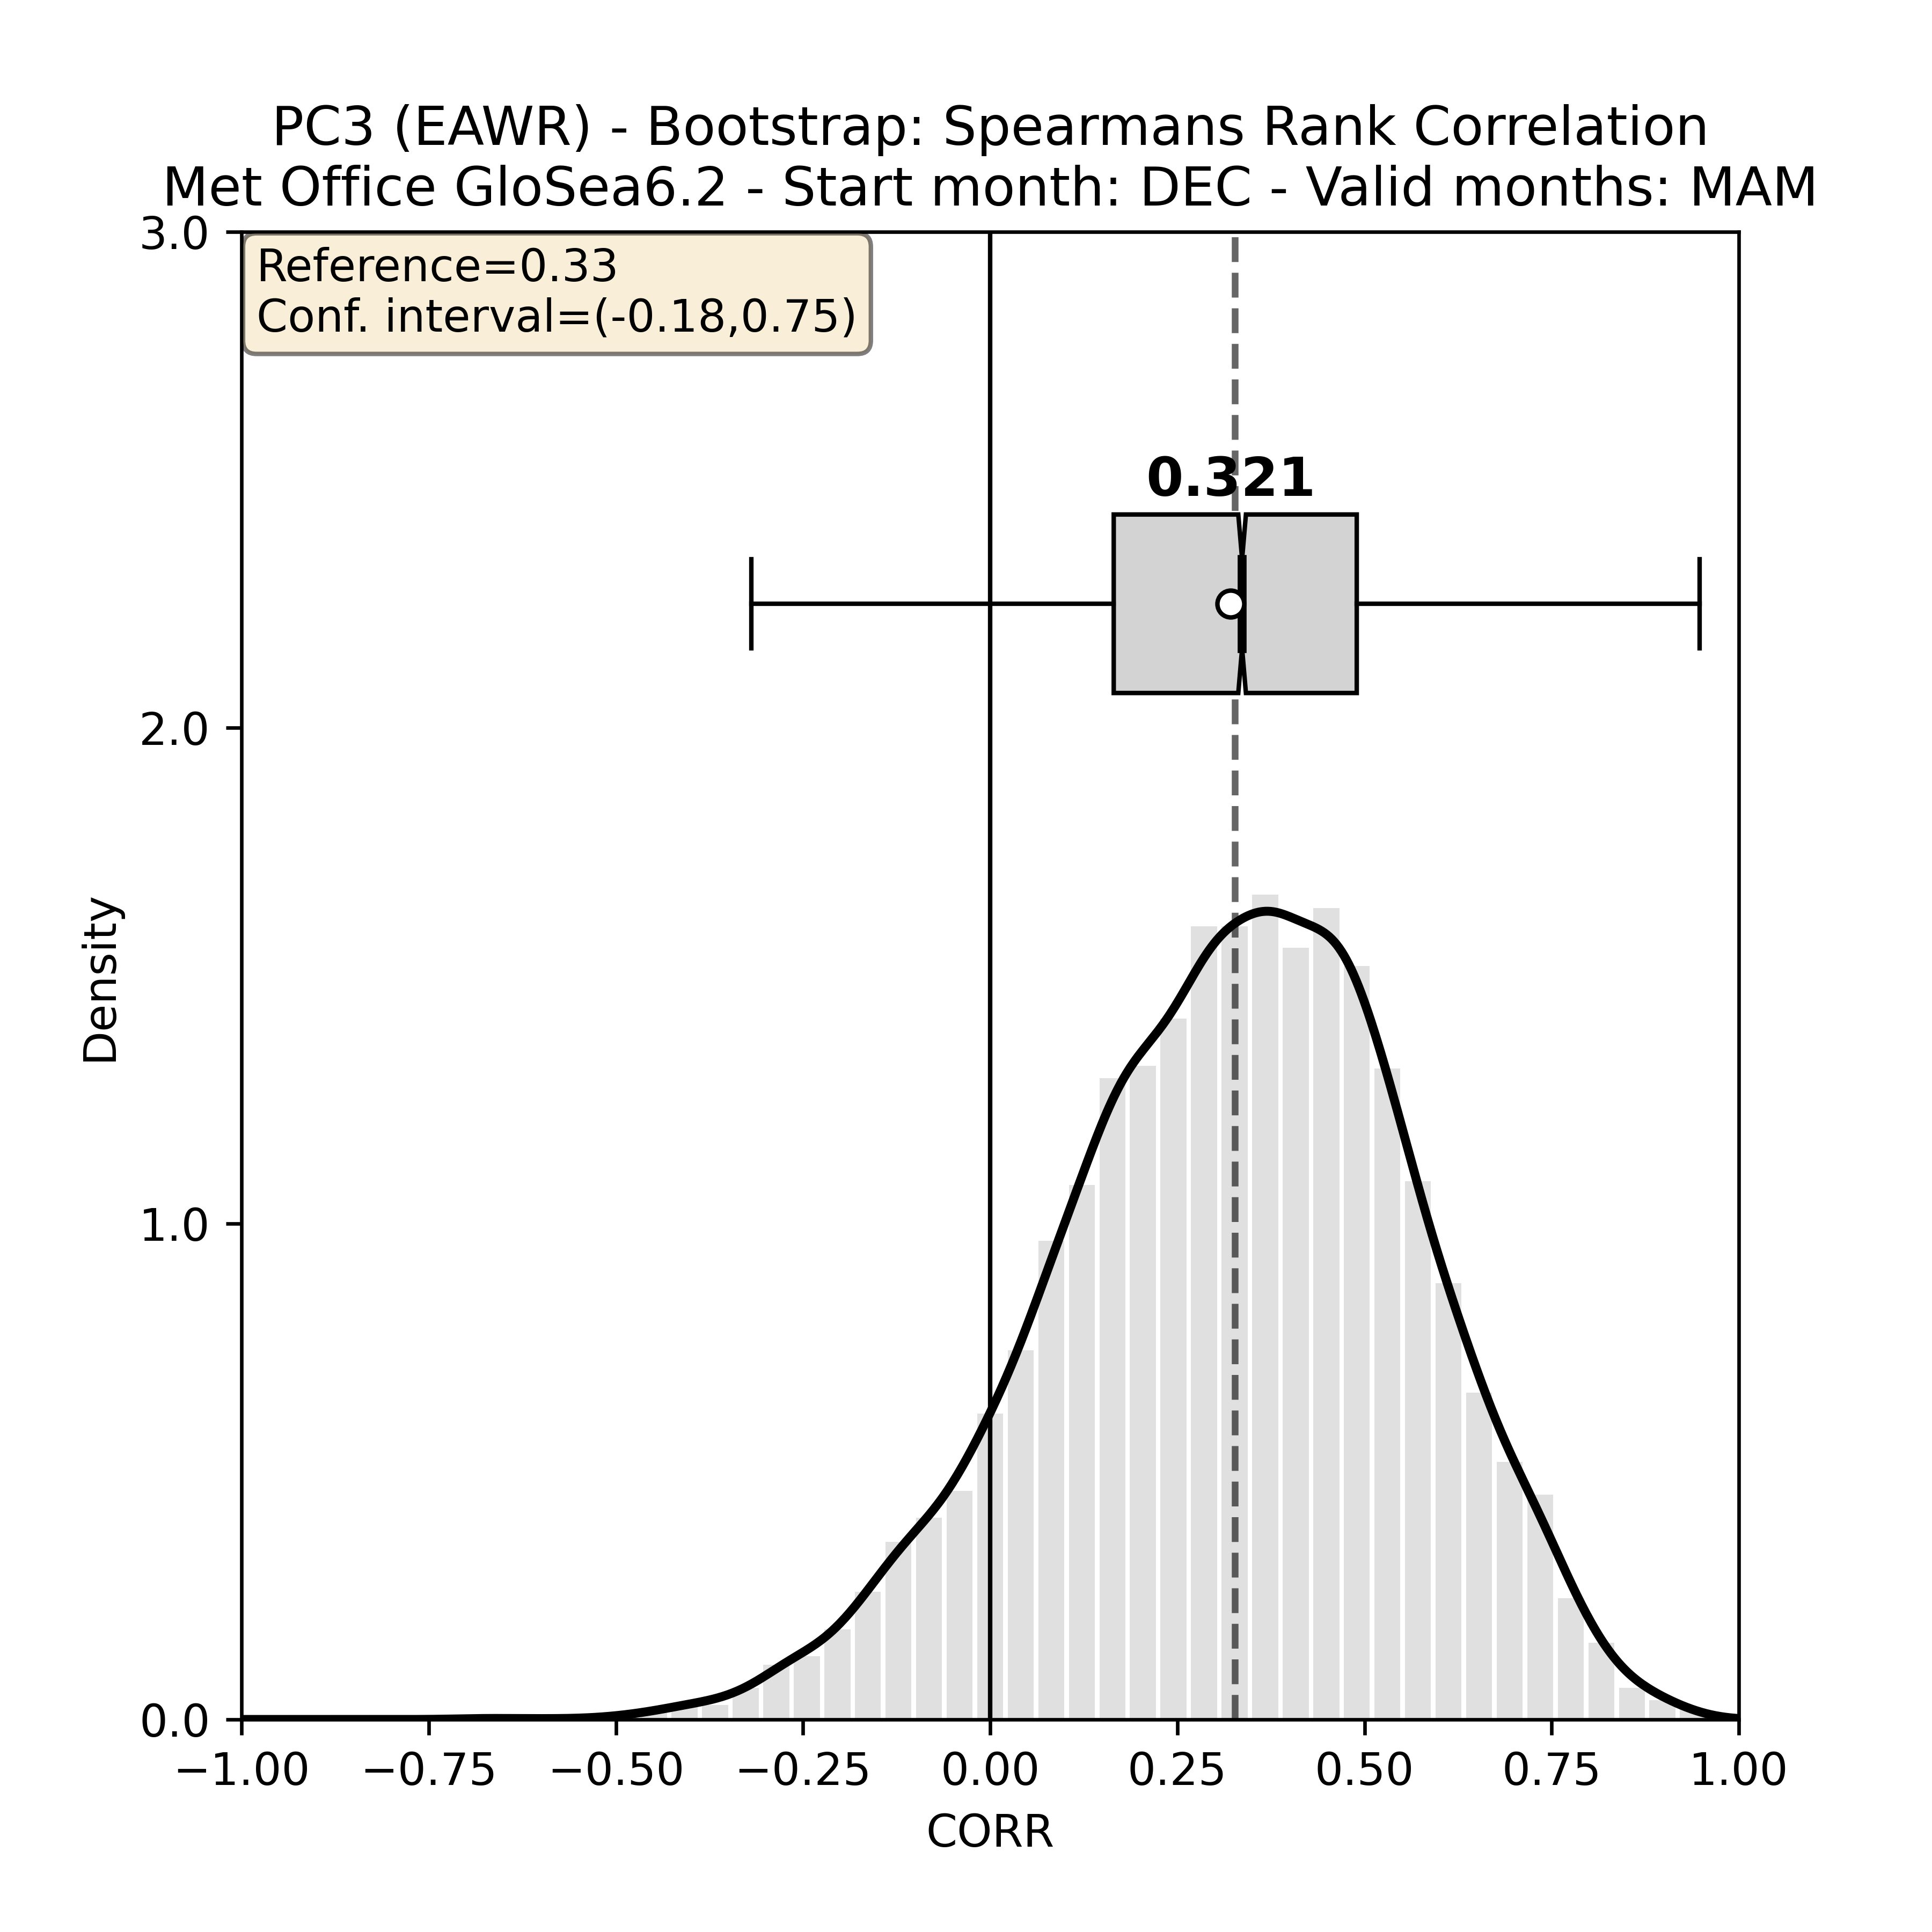 PC3 (EAWR) - Bootstrap: Spearmans Rank Correlation
Met Office GloSea6.2 - Start month: DEC - Valid months: MAM
3.0
Reference=0.33
Conf. interval=(-0.18,0.75)
0.321
2.0
Density
1.0
0.0
−1.00 −0.75 −0.50 −0.25 0.00 0.25 0.50 0.75 1.00
CORR